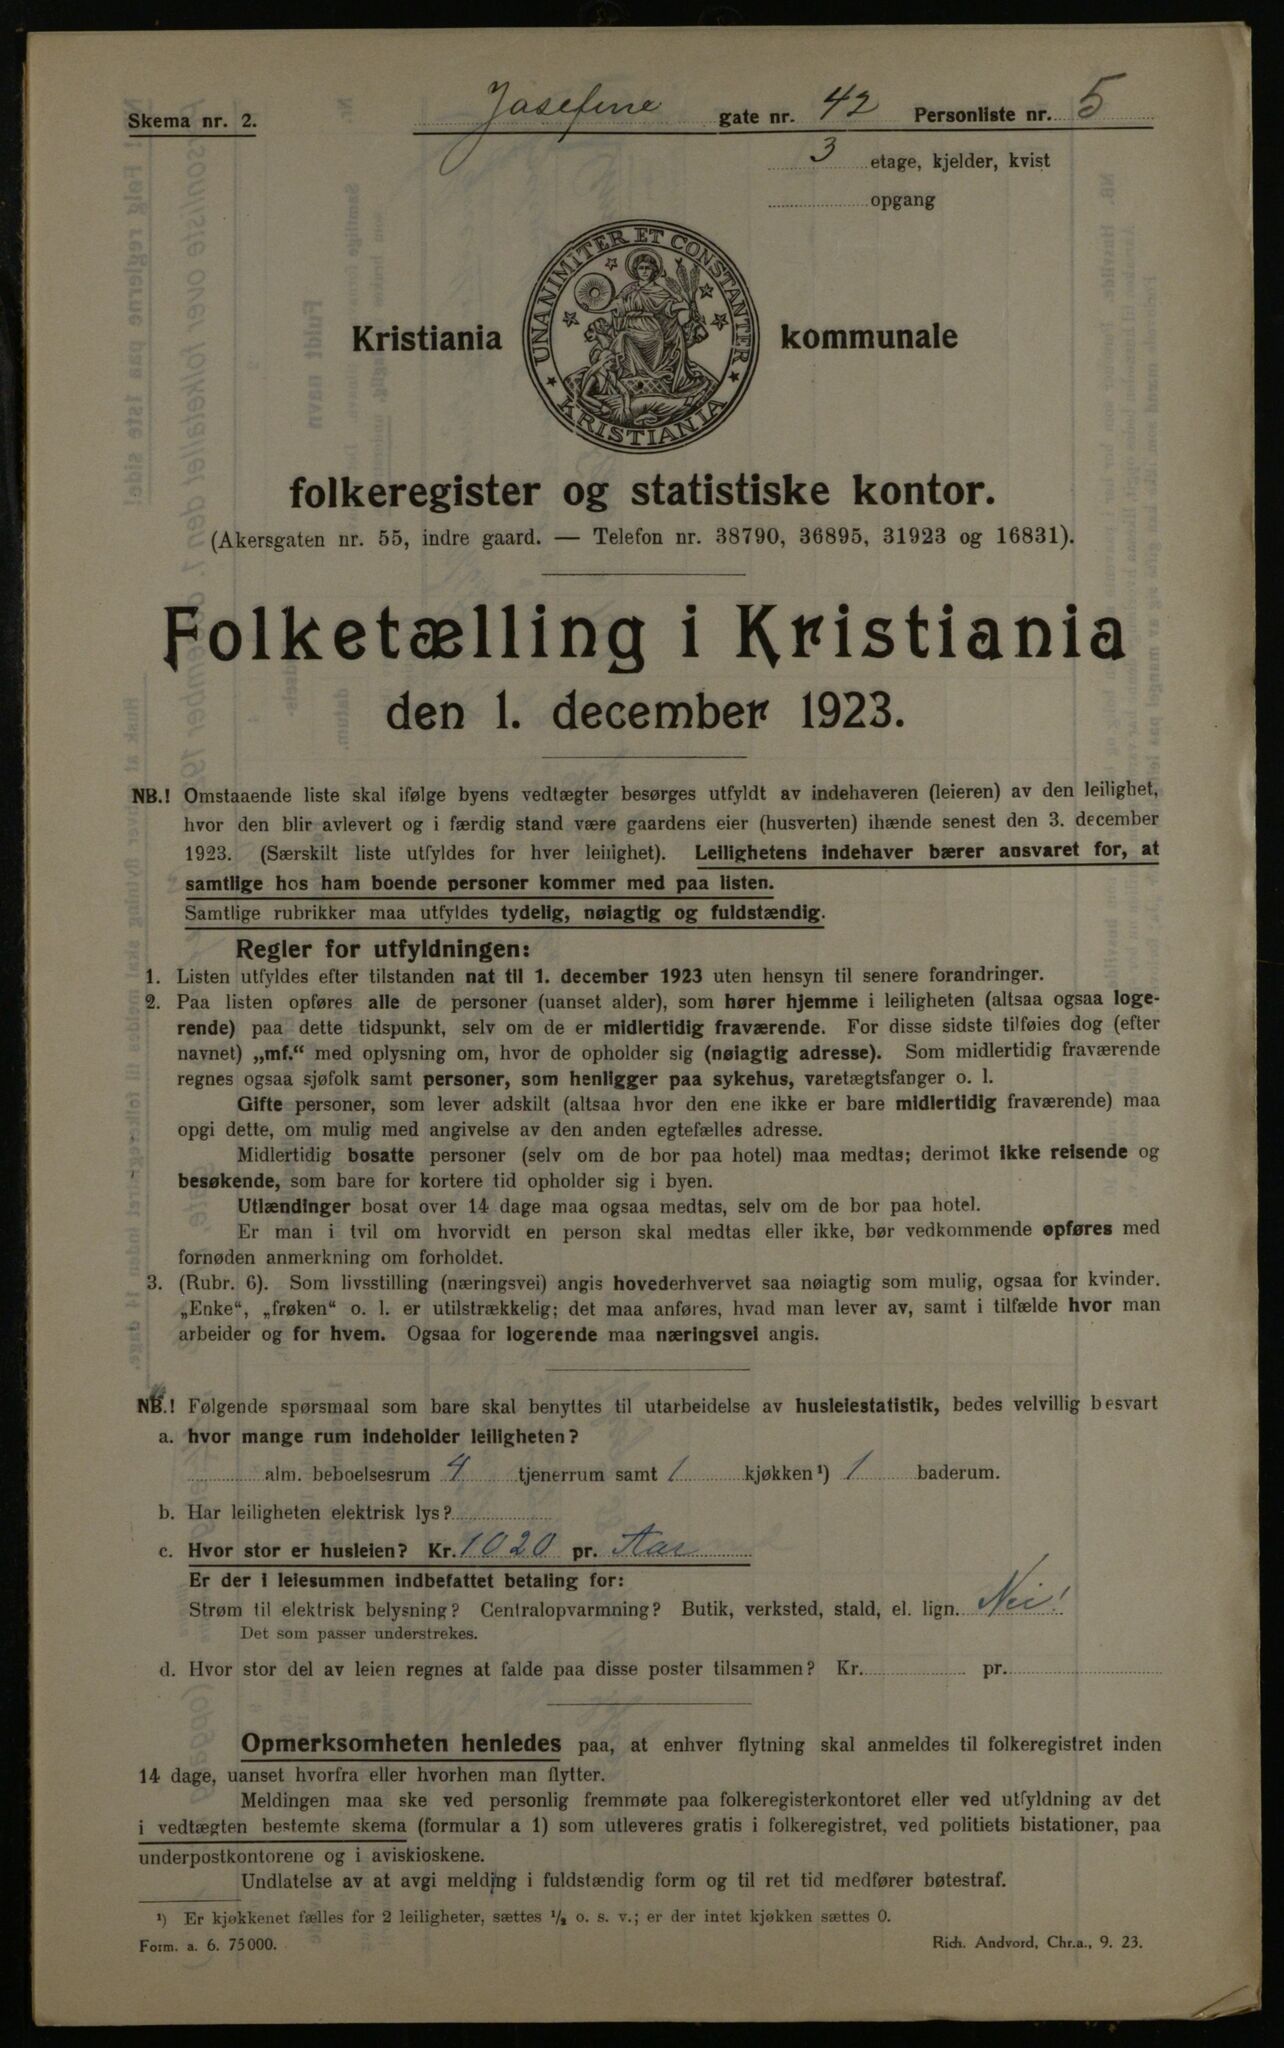 Skema nr. 2.
Josefine gate nr. 42 Personliste nr. 5
3 etage, kjelder, kvist
opgang
UNANIMITER ET CONSTANTER
KRISTIANIA
Kristiania kommunale
folkeregister og statistiske kontor.
(Akersgaten nr. 55, indre gaard. — Telefon nr. 38790, 36895, 31923 og 16831).
Folketælling i Kristiania
den 1. december 1923.
NB.! Omstaaende liste skal ifølge byens vedtægter besørges utfyldt av indehaveren (leieren) av den leilighet,
hvor den blir avlevert og i færdig stand være gaardens eier (husverten) ihænde senest den 3. december
1923. (Særskilt liste utfyldes for hver leilighet). Leilighetens indehaver bærer ansvaret for, at
samtlige hos ham boende personer kommer med paa listen.
Samtlige rubrikker maa utfyldes tydelig, nøiagtig og fuldstændig.
Regler for utfyldningen:
1. Listen utfyldes efter tilstanden nat til 1. december 1923 uten hensyn til senere forandringer.
2. Paa listen opføres alle de personer (uanset alder), som hører hjemme i leiligheten (altsaa ogsaa loge-
rende) paa dette tidspunkt, selv om de er midlertidig fraværende. For disse sidste tilføies dog (efter
navnet) „mf.“ med oplysning om, hvor de opholder sig (nøiagtig adresse). Som midlertidig fraværende
regnes ogsaa sjøfolk samt personer, som henligger paa sykehus, varetægtsfanger o. l.
Gifte personer, som lever adskilt (altsaa hvor den ene ikke er bare midlertidig fraværende) maa
opgi dette, om mulig med angivelse av den anden egtefælles adresse.
Midlertidig bosatte personer (selv om de bor paa hotel) maa medtas; derimot ikke reisende og
besøkende, som bare for kortere tid opholder sig i byen.
Utlændinger bosat over 14 dage maa ogsaa medtas, selv om de bor paa hotel.
Er man i tvil om hvorvidt en person skal medtas eller ikke, bør vedkommende opføres med
fornøden anmerkning om forholdet.
3. (Rubr. 6). Som livsstilling (næringsvei) angis hovederhvervet saa nøiagtig som mulig, ogsaa for kvinder.
„Enke“, „frøken“ o. l. er utilstrækkelig; det maa anføres, hvad man lever av, samt i tilfælde hvor man
arbeider og for hvem. Ogsaa for logerende maa næringsvei angis.
NB.! Følgende spørsmaal som bare skal benyttes til utarbeidelse av husleiestatistik, bedes velvillig besvart
a. hvor mange rum indeholder leiligheten?
alm. beboelsesrum 4 tjenerrum samt 1 kjøkken¹) 1 baderum.
b. Har leiligheten elektrisk lys?
c. Hvor stor er husleien? Kr. 1020 pr. Aar
Er der i leiesummen indbefattet betaling for:
Strøm til elektrisk belysning? Centralopvarmning? Butik, verksted, stald, el. lign. Nei!
Det som passer understrekes.
d. Hvor stor del av leien regnes at falde paa disse poster tilsammen? Kr. pr.
Opmerksomheten henledes paa, at enhver flytning skal anmeldes til folkeregistret inden
14 dage, uanset hvorfra eller hvorhen man flytter.
Meldingen maa ske ved personlig fremmøte paa folkeregisterkontoret eller ved utfyldning av det
i vedtægten bestemte skema (formular a 1) som utleveres gratis i folkeregistret, ved politiets bistationer, paa
underpostkontorene og i aviskioskene.
Undlatelse av at avgi melding i fuldstændig form og til ret tid medfører bøtestraf.
¹) Er kjøkkenet fælles for 2 leiligheter, sættes ½ o. s. v.; er der intet kjøkken sættes 0.
Form. a. 6. 75000.
Rich. Andvord, Chr.a., 9. 23.